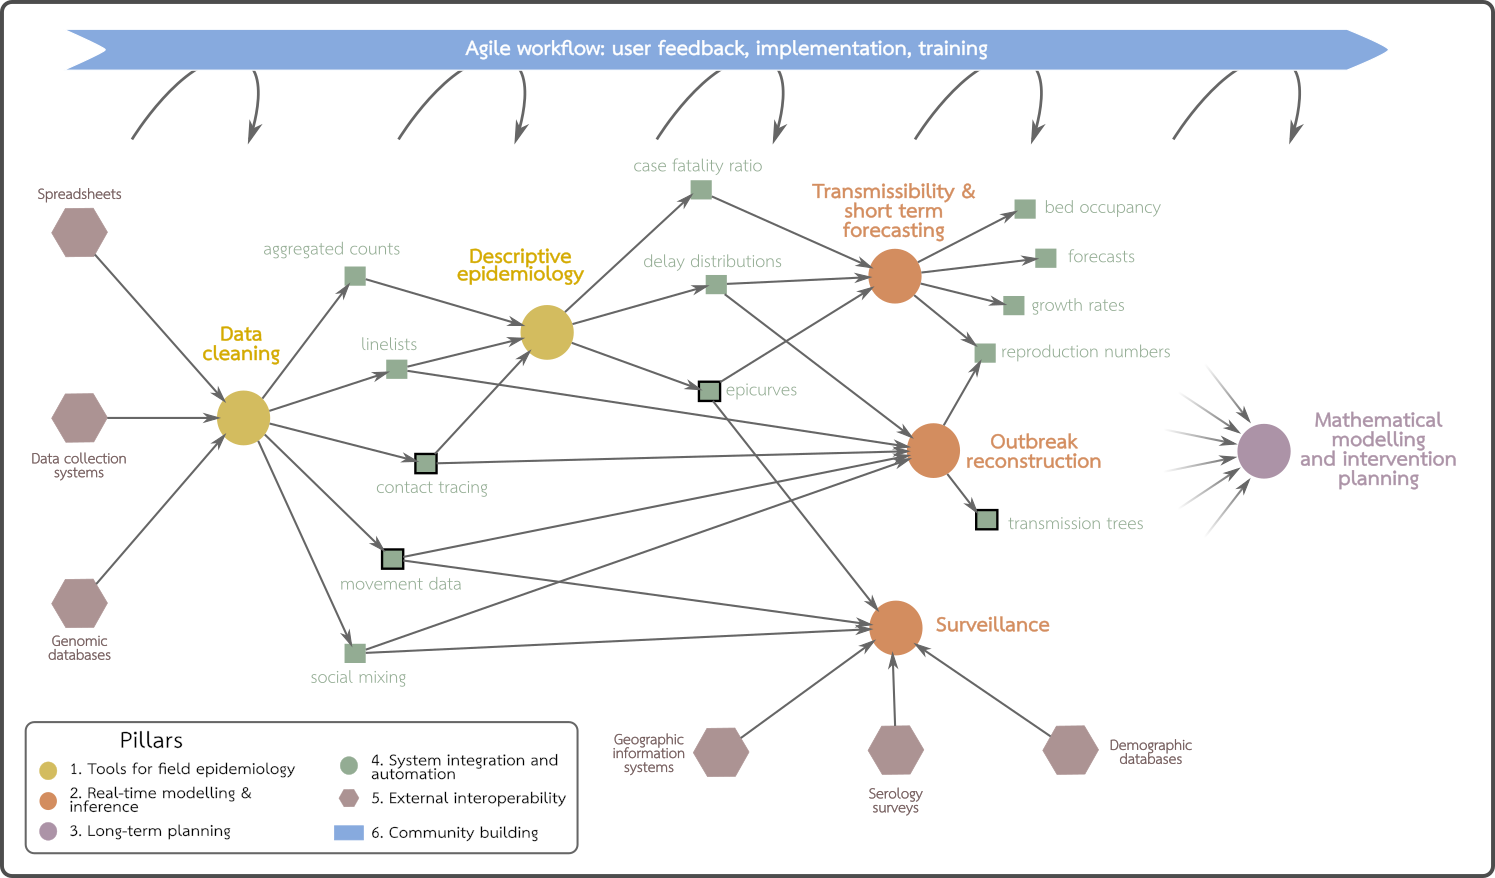 Agile workflow: user feedback, implementation, training
Spreadsheets
Data collection
systems
Genomic
databases
Data
cleaning
aggregated counts
linelists
contact tracing
movement data
social mixing
Descriptive
epidemiology
case fatality ratio
delay distributions
epicurves
Transmissibility &
short term
forecasting
bed occupancy
forecasts
growth rates
reproduction numbers
Outbreak
reconstruction
transmission trees
Surveillance
Mathematical
modelling
and intervention
planning
Geographic
information
systems
Serology
surveys
Demographic
databases
Pillars
1. Tools for field epidemiology
2. Real-time modelling &
inference
3. Long-term planning
4. System integration and
automation
5. External interoperability
6. Community building